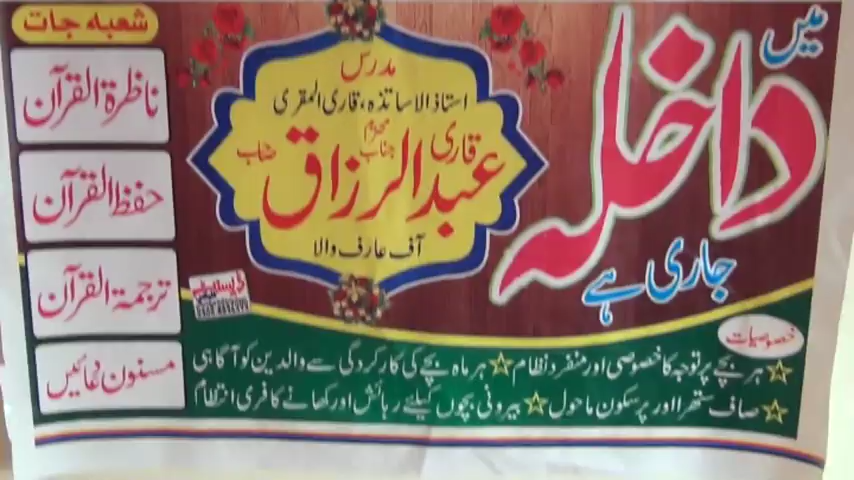 میں
داخلہ
جاری ہے
مدرس
استاذ الاساتذہ، قاری المقری
قاری محترم جناب عبدالرزاق صاحب
آف عارف والا
شعبہ جات
ناظرۃ القرآن
حفظ القرآن
ترجمۃ القرآن
مسنون دعائیں
خصوصیات
ہر بچے پر توجہ کا خصوصی اور منفرد نظام ☆ ہر ماہ بچے کی کارکردگی سے والدین کو آگاہی
صاف ستھرا اور پرسکون ماحول ☆ بیرونی بچوں کیلئے رہائش اور کھانے کا فری انتظام